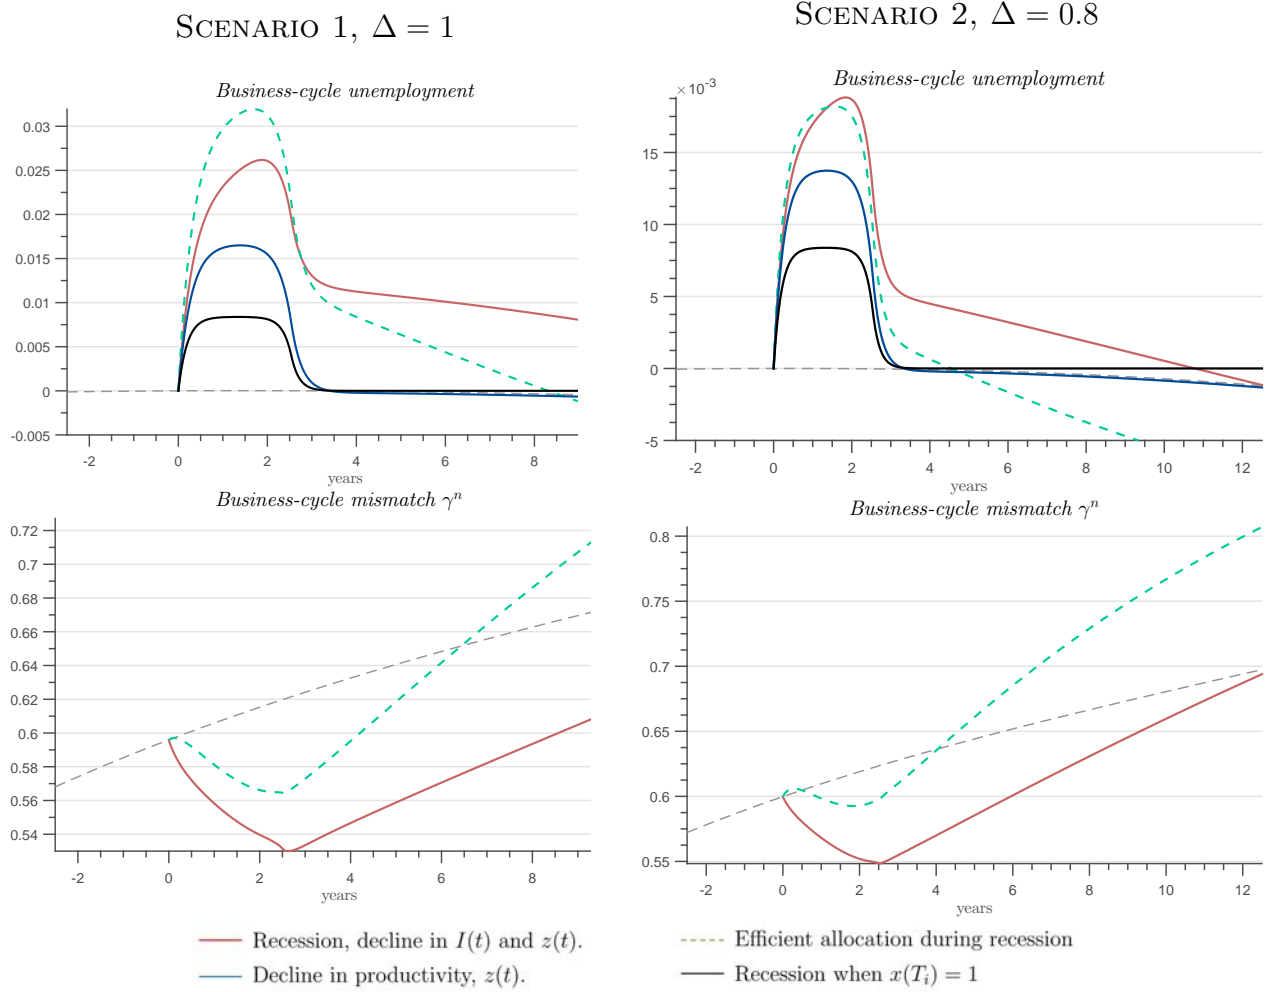 SCENARIO 1, Δ = 1
Business-cycle unemployment
0.03
0.025
0.02
0.015
0.01
0.005
0
-0.005
-2 0 2 4 6 8
years
Business-cycle mismatch γⁿ
0.72
0.7
0.68
0.66
0.64
0.62
0.6
0.58
0.56
0.54
-2 0 2 4 6 8
years
SCENARIO 2, Δ = 0.8
×10⁻³
Business-cycle unemployment
15
10
5
0
-5
-2 0 2 4 6 8 10 12
years
Business-cycle mismatch γⁿ
0.8
0.75
0.7
0.65
0.6
0.55
-2 0 2 4 6 8 10 12
years
Recession, decline in I(t) and z(t).
Decline in productivity, z(t).
Efficient allocation during recession
Recession when x(Tᵢ) = 1